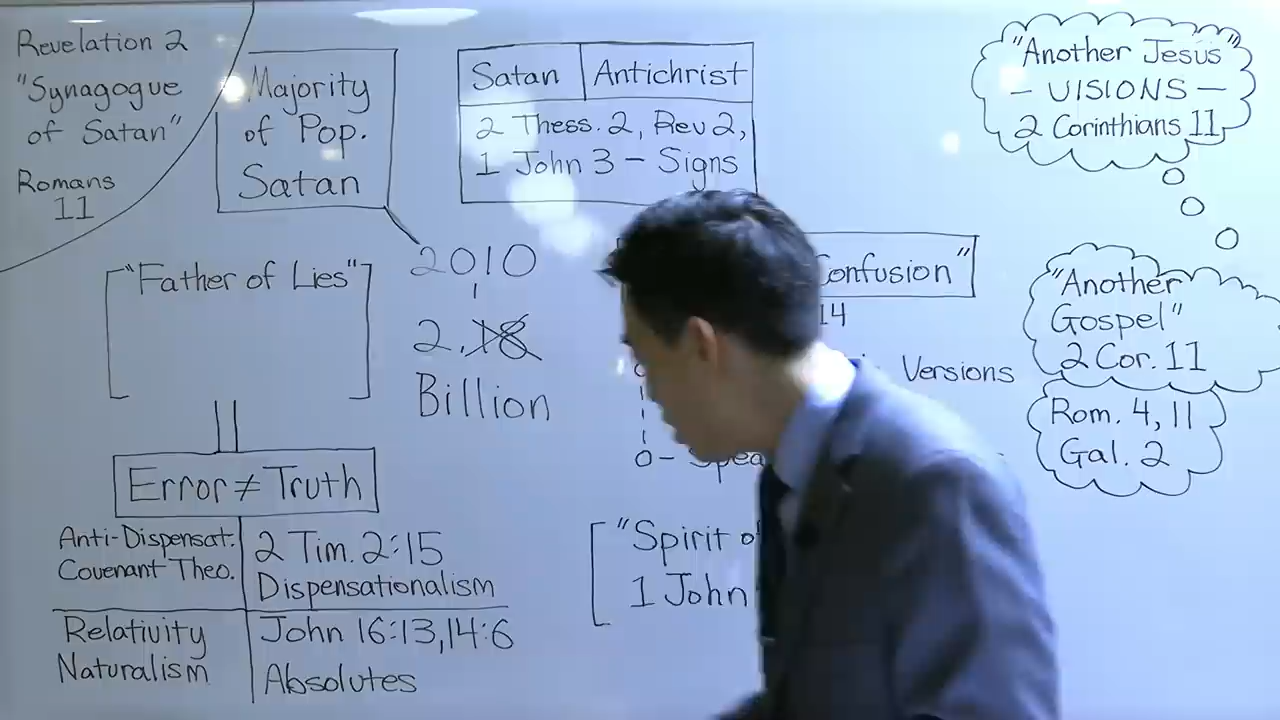 Revelation 2
"Synagogue
of Satan"
Romans
11
Majority
of Pop.
Satan
Satan Antichrist
2 Thess. 2, Rev 2,
1 John 3 - Signs
"Another Jesus"
- VISIONS -
2 Corinthians 11
"Father of Lies"
2010
2.18
Billion
Confusion"
14
Versions
0-
"Another
Gospel"
2 Cor. 11
Rom. 4, 11
Gal. 2
Error ≠ Truth
Anti-Dispensat.
Covenant Theo.
2 Tim. 2:15
Dispensationalism
Relativity
Naturalism
John 16:13,14:6
Absolutes
"Spirit of
1 John